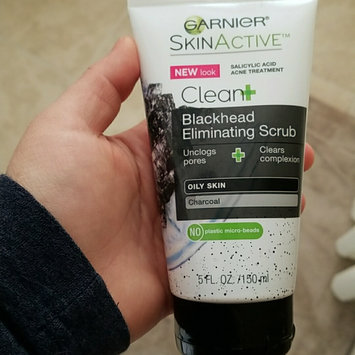 GARNIER®
SKINACTIVE™
NEW look
SALICYLIC ACID
ACNE TREATMENT
Clean+
Blackhead
Eliminating Scrub
Unclogs
pores
+
Clears
complexion
OILY SKIN
Charcoal
NO plastic micro-beads
5 FL. OZ. / 150 ml